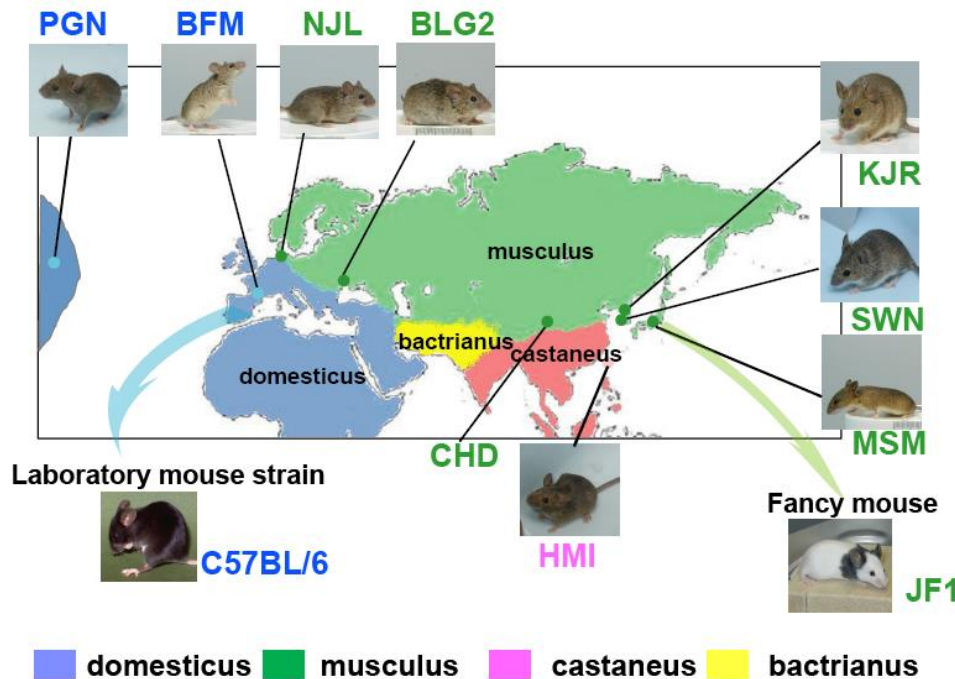 PGN BFM NJL BLG2
KJR
musculus
SWN
bactrianus
castaneus
domesticus
MSM
CHD
Laboratory mouse strain
Fancy mouse
HMI
C57BL/6
JF1
domesticus musculus castaneus bactrianus